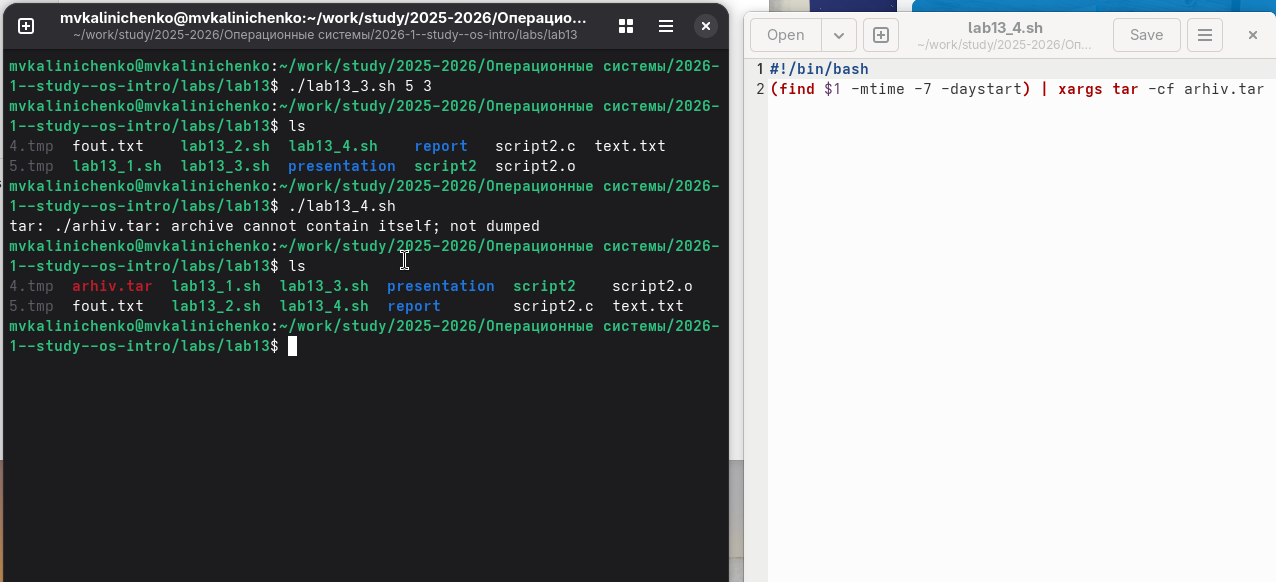 mvkalinichenko@mvkalinichenko:~/work/study/2025-2026/Операцио...
~/work/study/2025-2026/Операционные системы/2026-1--study--os-intro/labs/lab13
mvkalinichenko@mvkalinichenko:~/work/study/2025-2026/Операционные системы/2026-
1--study--os-intro/labs/lab13$ ./lab13_3.sh 5 3
mvkalinichenko@mvkalinichenko:~/work/study/2025-2026/Операционные системы/2026-
1--study--os-intro/labs/lab13$ ls
4.tmp fout.txt lab13_2.sh lab13_4.sh report script2.c text.txt
5.tmp lab13_1.sh lab13_3.sh presentation script2 script2.o
mvkalinichenko@mvkalinichenko:~/work/study/2025-2026/Операционные системы/2026-
1--study--os-intro/labs/lab13$ ./lab13_4.sh
tar: ./arhiv.tar: archive cannot contain itself; not dumped
mvkalinichenko@mvkalinichenko:~/work/study/2025-2026/Операционные системы/2026-
1--study--os-intro/labs/lab13$ ls
4.tmp arhiv.tar lab13_1.sh lab13_3.sh presentation script2 script2.o
5.tmp fout.txt lab13_2.sh lab13_4.sh report script2.c text.txt
mvkalinichenko@mvkalinichenko:~/work/study/2025-2026/Операционные системы/2026-
1--study--os-intro/labs/lab13$
Open
lab13_4.sh
~/work/study/2025-2026/Оп...
Save
1 #!/bin/bash
2 (find $1 -mtime -7 -daystart) | xargs tar -cf arhiv.tar